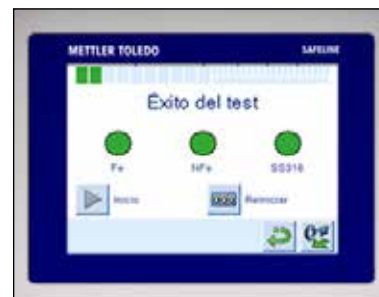 METTLER TOLEDO SAFELINE
Éxito del test
Fe NFe SS316
Inicio Reiniciar